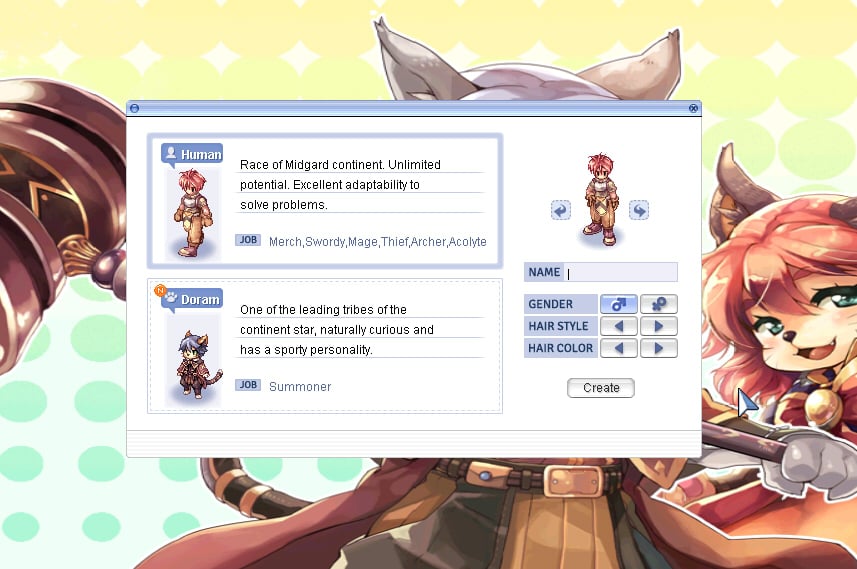 Human
Race of Midgard continent. Unlimited
potential. Excellent adaptability to
solve problems.
JOB Merch,Swordy,Mage,Thief,Archer,Acolyte
N
Doram
One of the leading tribes of the
continent star, naturally curious and
has a sporty personality.
JOB Summoner
NAME
GENDER
HAIR STYLE
HAIR COLOR
Create